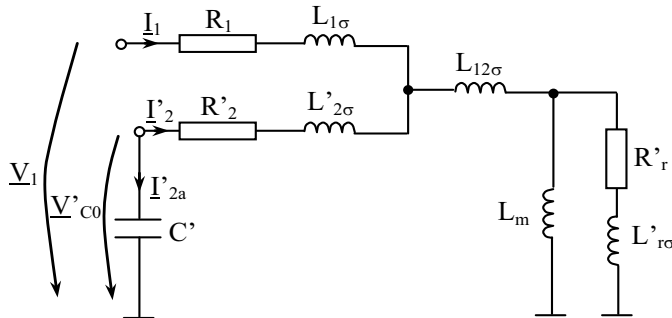 I₁ R₁ L₁σ
L₁₂σ
I'₂ R'₂ L'₂σ
R'ᵣ
V₁ V'C0 I'₂ₐ
Lₘ L'ᵣσ
C'